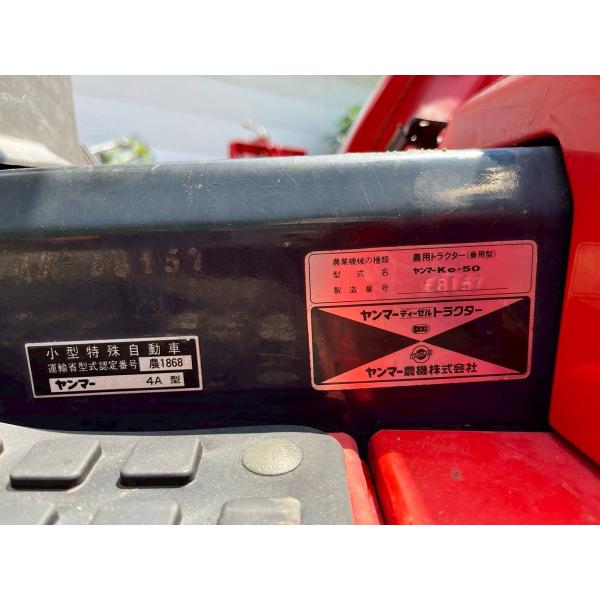 小型特殊自動車
運輸省型式認定番号 農1868
ヤンマー 4A 型
農業機械の種類 農用トラクター(乗用型)
型式名 ヤンマーKe-50
製造番号
ヤンマーディーゼルトラクター
ヤンマー農機株式会社